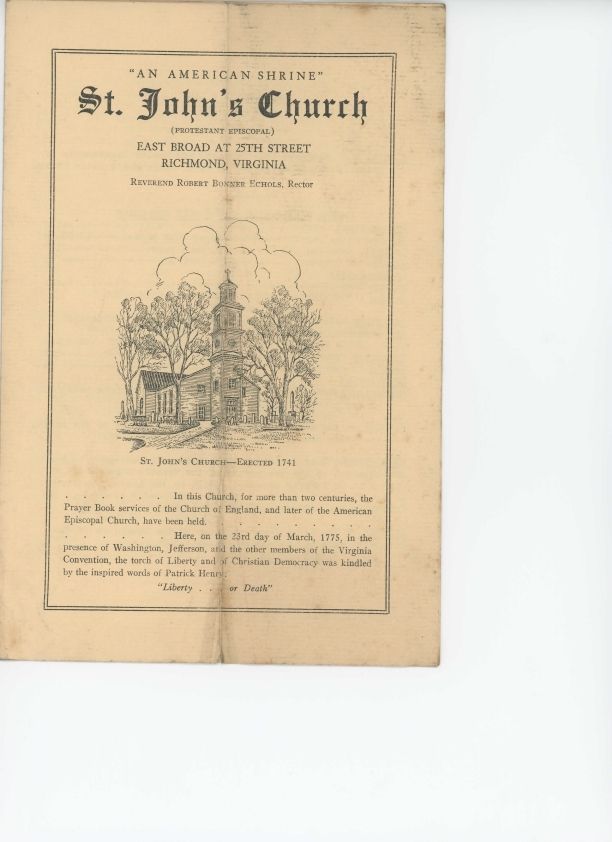 "AN AMERICAN SHRINE"
St. John's Church
(PROTESTANT EPISCOPAL)
EAST BROAD AT 25TH STREET
RICHMOND, VIRGINIA
REVEREND ROBERT BONNER ECHOLS, Rector
ST. JOHN'S CHURCH—ERECTED 1741
. . . . . . In this Church, for more than two centuries, the
Prayer Book services of the Church of England, and later of the American
Episcopal Church, have been held. . . . . . . . .
. . . . . . Here, on the 23rd day of March, 1775, in the
presence of Washington, Jefferson, and the other members of the Virginia
Convention, the torch of Liberty and of Christian Democracy was kindled
by the inspired words of Patrick Henry:
"Liberty . . . or Death"